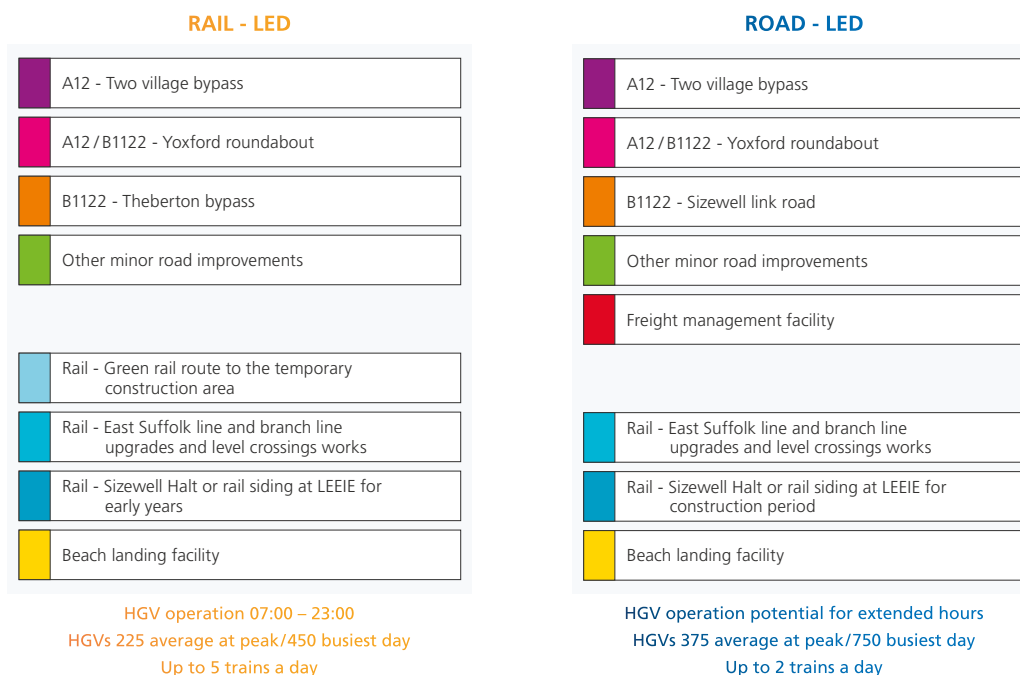 RAIL - LED
A12 - Two village bypass
A12/B1122 - Yoxford roundabout
B1122 - Theberton bypass
Other minor road improvements
Rail - Green rail route to the temporary
construction area
Rail - East Suffolk line and branch line
upgrades and level crossings works
Rail - Sizewell Halt or rail siding at LEEIE for
early years
Beach landing facility
HGV operation 07:00 – 23:00
HGVs 225 average at peak/450 busiest day
Up to 5 trains a day
ROAD - LED
A12 - Two village bypass
A12/B1122 - Yoxford roundabout
B1122 - Sizewell link road
Other minor road improvements
Freight management facility
Rail - East Suffolk line and branch line
upgrades and level crossings works
Rail - Sizewell Halt or rail siding at LEEIE for
construction period
Beach landing facility
HGV operation potential for extended hours
HGVs 375 average at peak/750 busiest day
Up to 2 trains a day